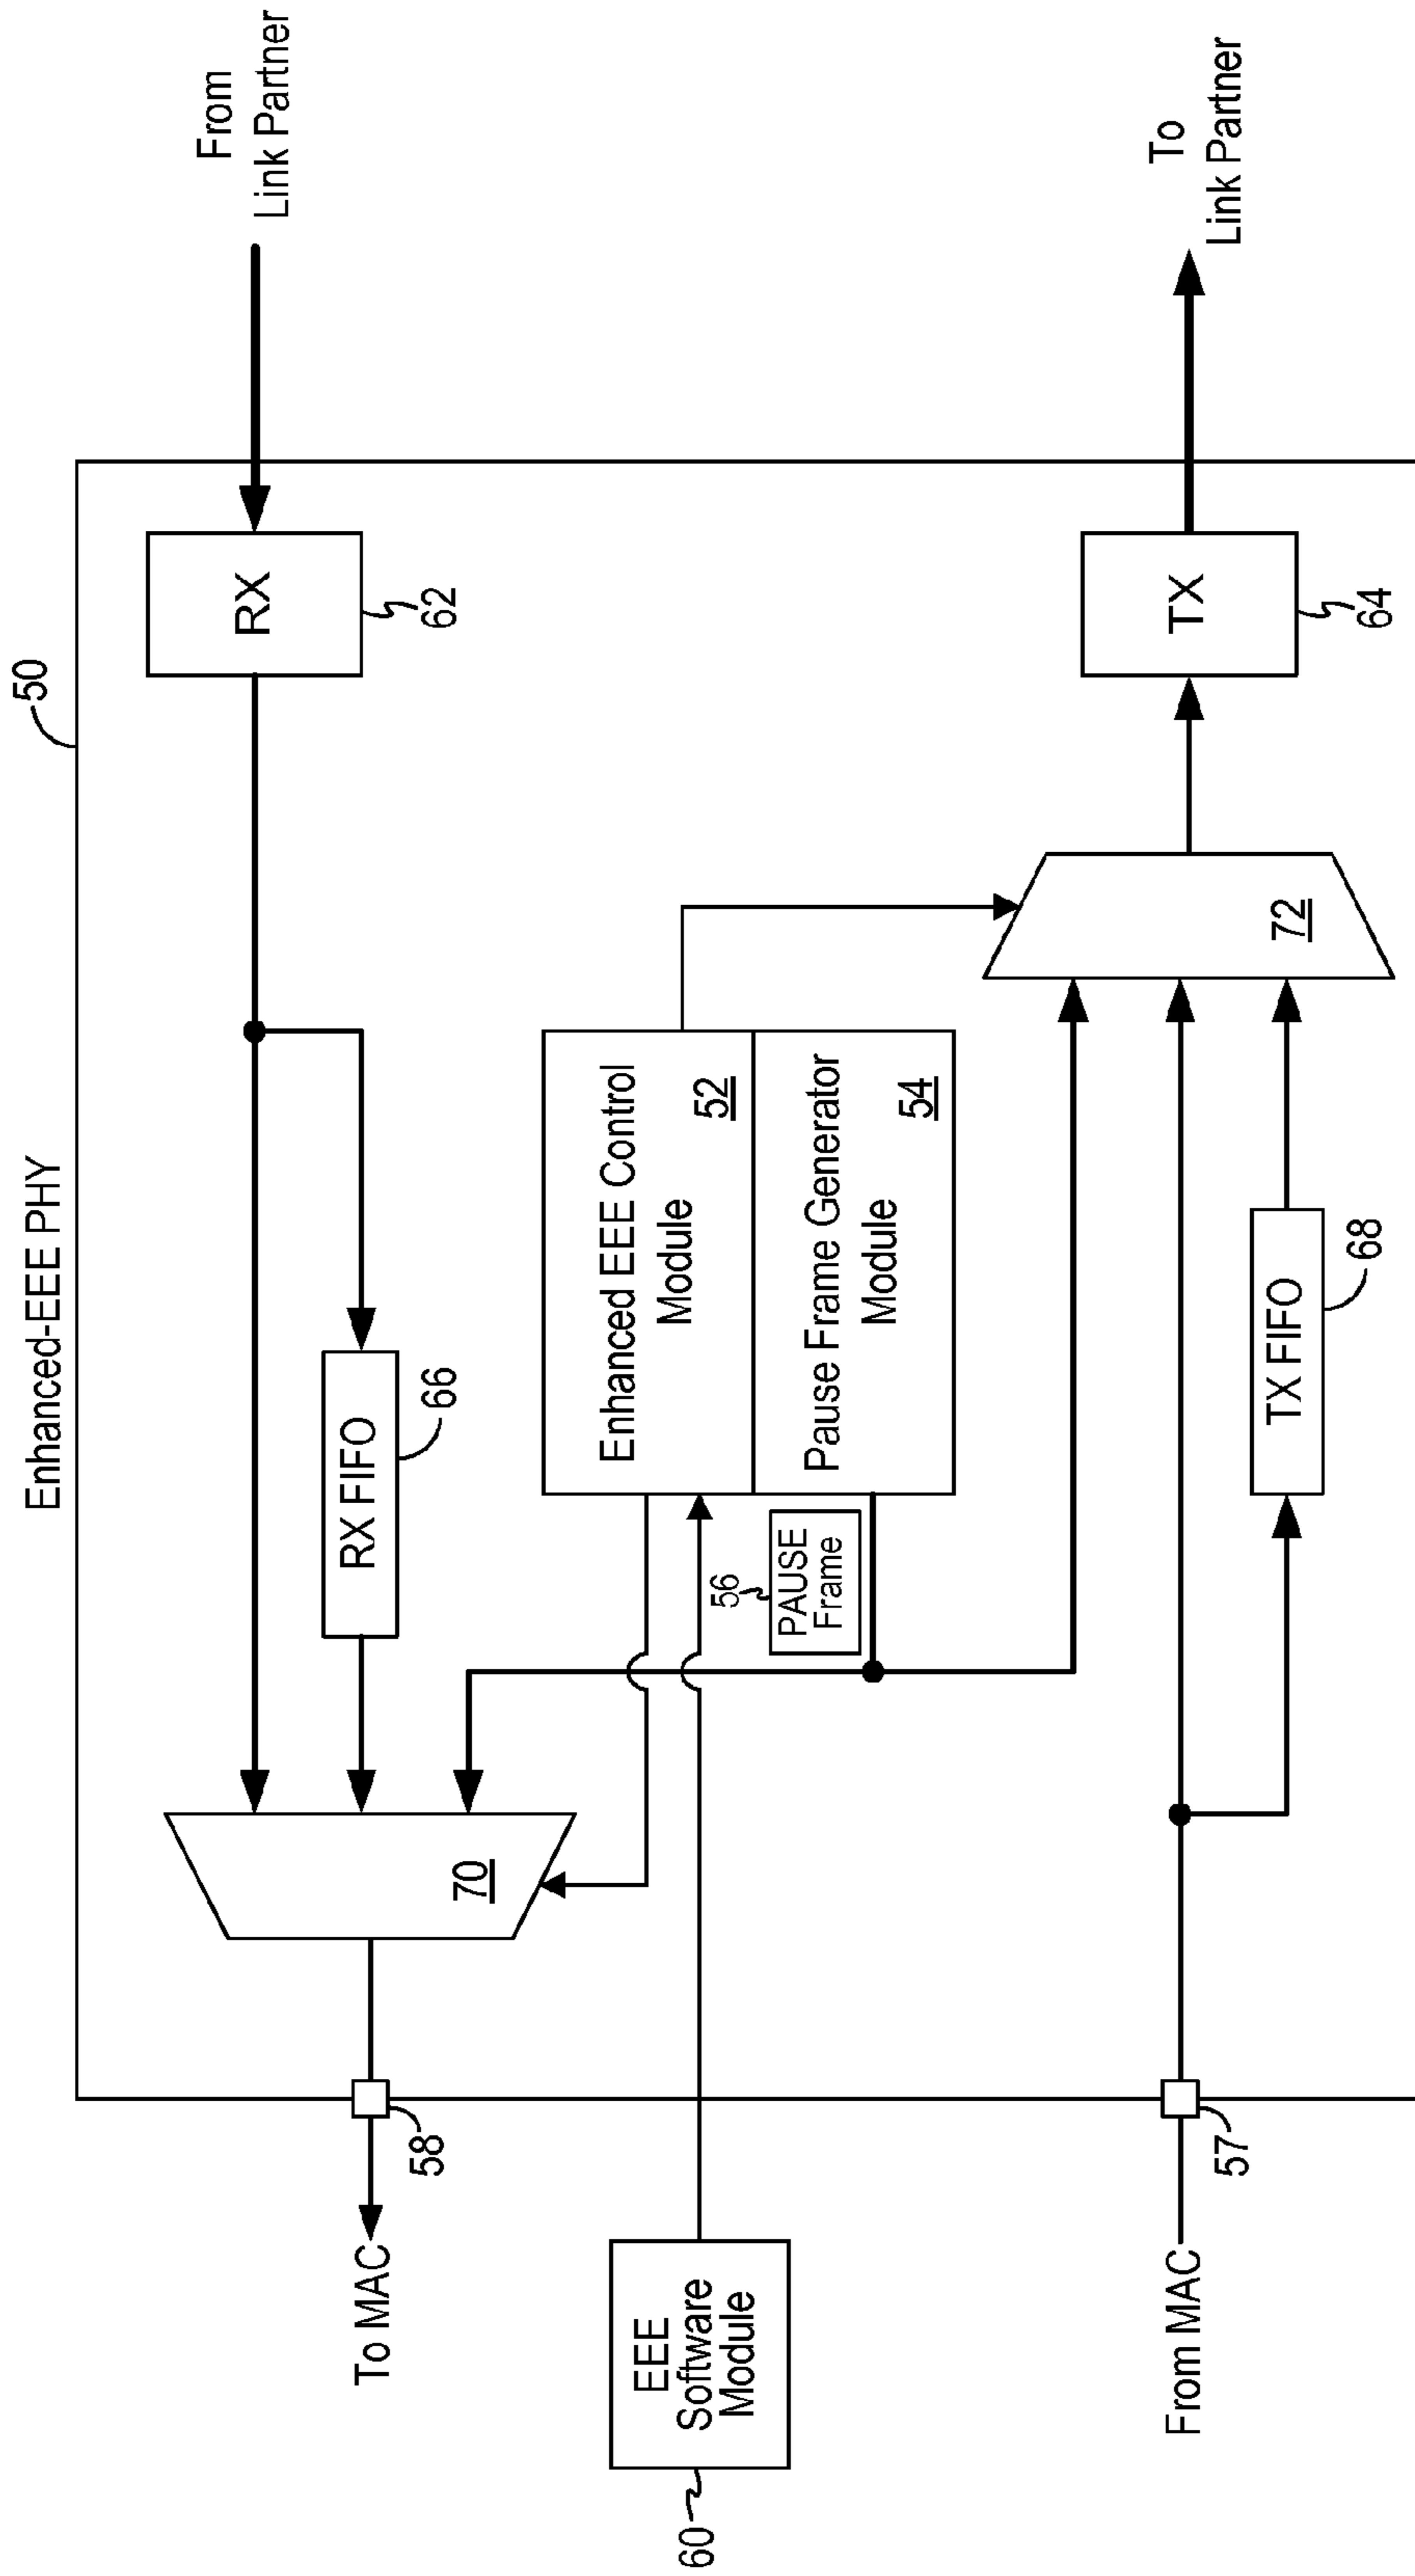 Enhanced-EEE PHY
50
To MAC
58
70
RX FIFO
66
RX
62
From
Link Partner
EEE
Software
Module
60
Enhanced EEE Control
Module
52
Pause Frame Generator
Module
54
56
PAUSE
Frame
From MAC
57
TX FIFO
68
72
TX
64
To
Link Partner